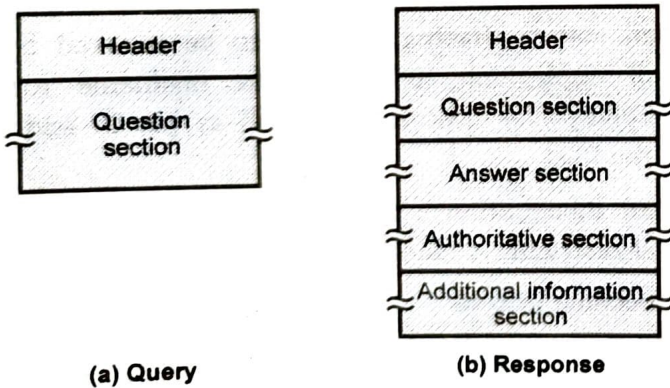 Header
Question
section
(a) Query
Header
Question section
Answer section
Authoritative section
Additional information
section
(b) Response